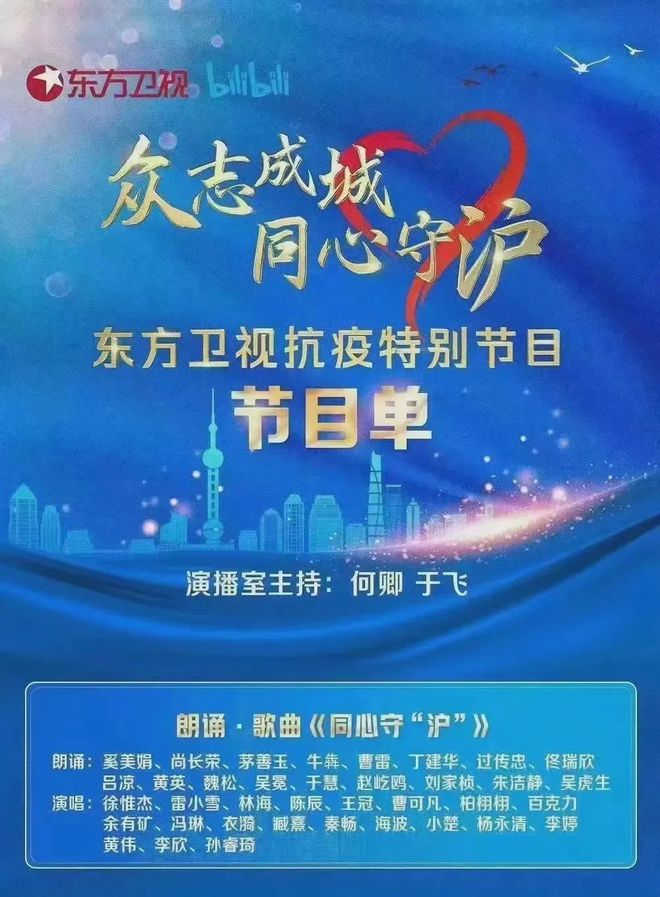 东方卫视 bilibili
众志成城
同心守沪
东方卫视抗疫特别节目
节目单
演播室主持：何卿 于飞
朗诵·歌曲《同心守“沪”》
朗诵：奚美娟、尚长荣、茅善玉、牛犇、曹雷、丁建华、过传忠、佟瑞欣
吕凉、黄英、魏松、吴冕、于慧、赵屹鸥、刘家桢、朱洁静、吴虎生
演唱：徐惟杰、雷小雪、林海、陈辰、王冠、曹可凡、柏栩栩、百克力
余有矿、冯琳、衣漪、臧熹、秦畅、海波、小楚、杨永清、李婷
黄伟、李欣、孙睿琦